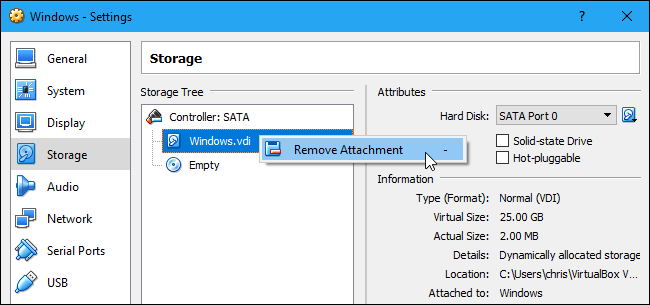 Windows - Settings
?
General
System
Display
Storage
Audio
Network
Serial Ports
USB
Storage
Storage Tree
Controller: SATA
Windows.vdi
Empty
Remove Attachment -
Attributes
Hard Disk: SATA Port 0
Solid-state Drive
Hot-pluggable
Information
Type (Format): Normal (VDI)
Virtual Size: 25.00 GB
Actual Size: 2.00 MB
Details: Dynamically allocated storage
Location: C:\Users\chris\VirtualBox V...
Attached to: Windows